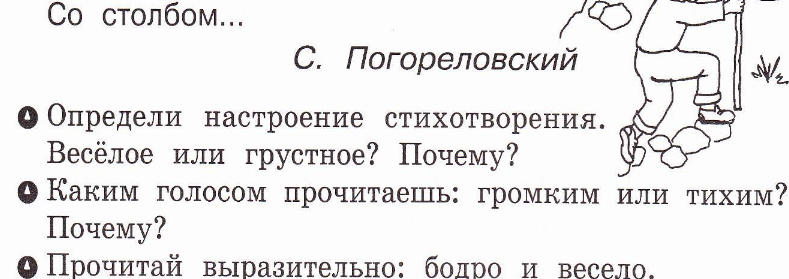 Со столбом...
С. Погореловский
Определи настроение стихотворения.
Весёлое или грустное? Почему?
Каким голосом прочитаешь: громким или тихим?
Почему?
Прочитай выразительно: бодро и весело.